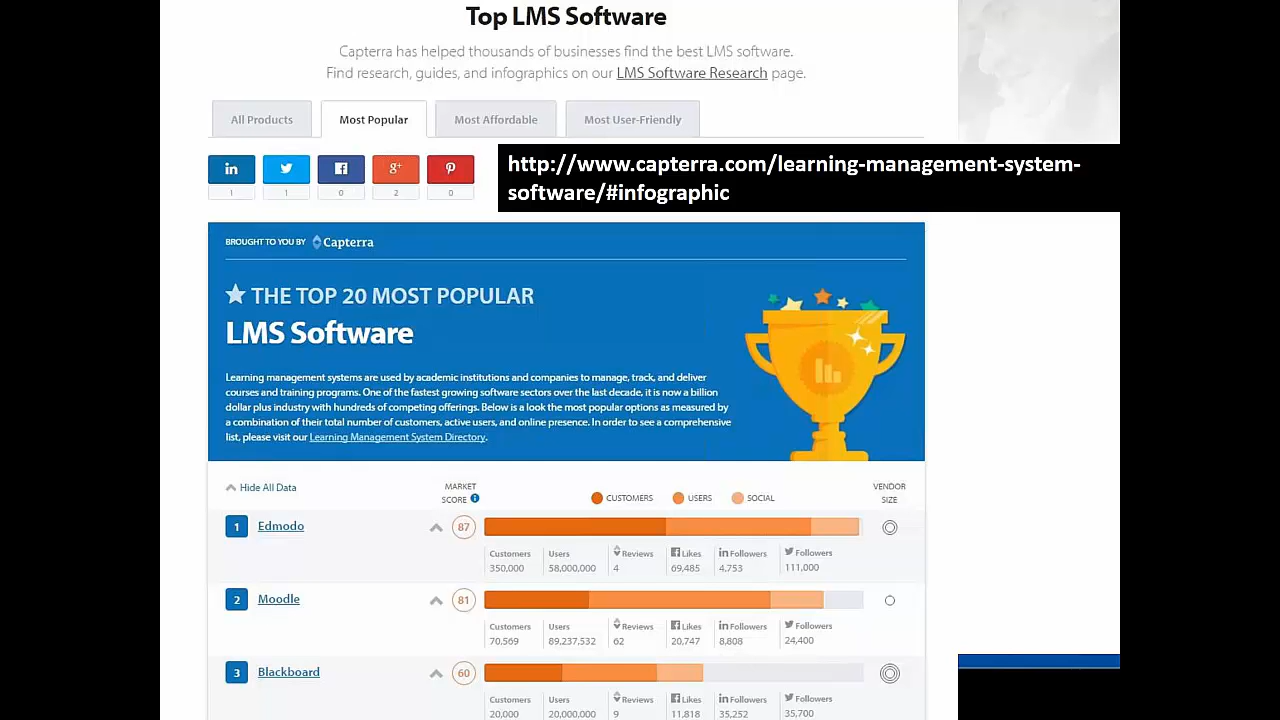 Top LMS Software
Capterra has helped thousands of businesses find the best LMS software.
Find research, guides, and infographics on our LMS Software Research page.
All Products
Most Popular
Most Affordable
Most User-Friendly
in
g+
1
1
0
2
0
http://www.capterra.com/learning-management-system-
software/#infographic
BROUGHT TO YOU BY Capterra
THE TOP 20 MOST POPULAR
LMS Software
Learning management systems are used by academic institutions and companies to manage, track, and deliver
courses and training programs. One of the fastest growing software sectors over the last decade, it is now a billion
dollar plus industry with hundreds of competing offerings. Below is a look the most popular options as measured by
a combination of their total number of customers, active users, and online presence. In order to see a comprehensive
list, please visit our Learning Management System Directory.
Hide All Data
MARKET
SCORE
CUSTOMERS
USERS
SOCIAL
VENDOR
SIZE
1 Edmodo 87
Customers Users Reviews Likes in Followers Followers
350,000 58,000,000 4 69,485 4,753 111,000
2 Moodle 81
Customers Users Reviews Likes in Followers Followers
70,569 89,237,532 62 20,747 8,808 24,400
3 Blackboard 60
Customers Users Reviews Likes in Followers Followers
20,000 20,000,000 9 11,818 35,252 35,700